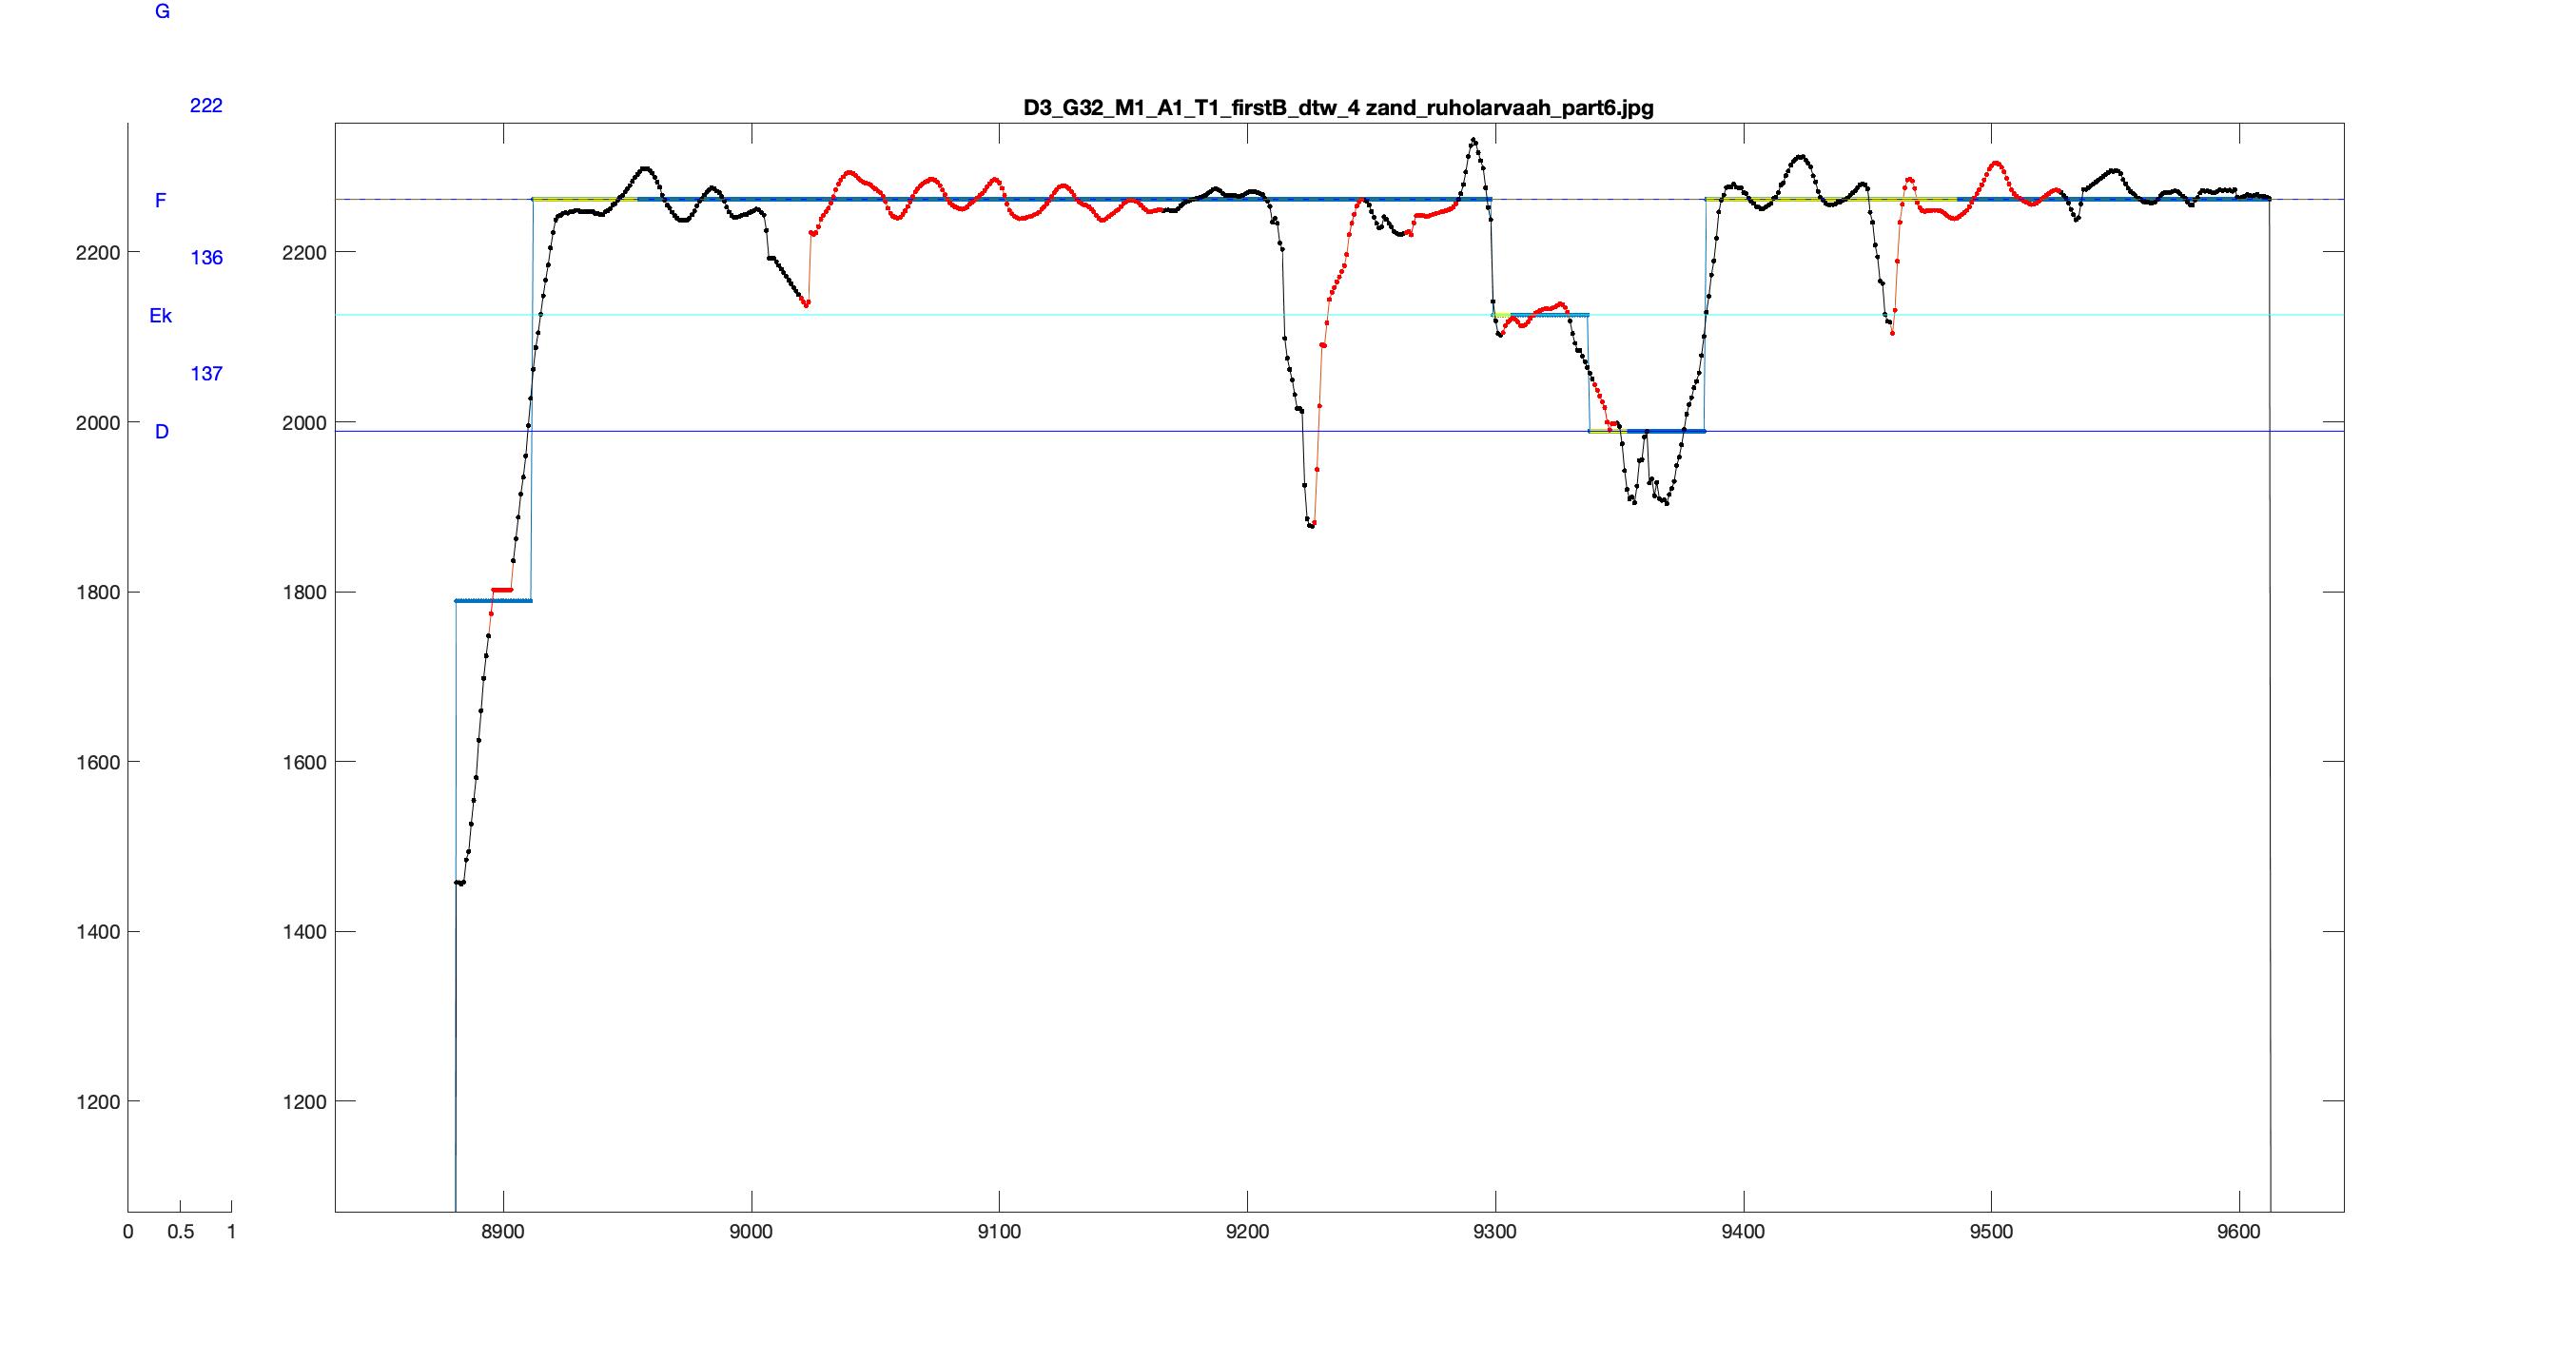 G
222
D3_G32_M1_A1_T1_firstB_dtw_4 zand_ruholarvaah_part6.jpg
F
2200 136 2200
Ek
137
2000 2000
D
1800 1800
1600 1600
1400 1400
1200 1200
0 0.5 1 8900 9000 9100 9200 9300 9400 9500 9600